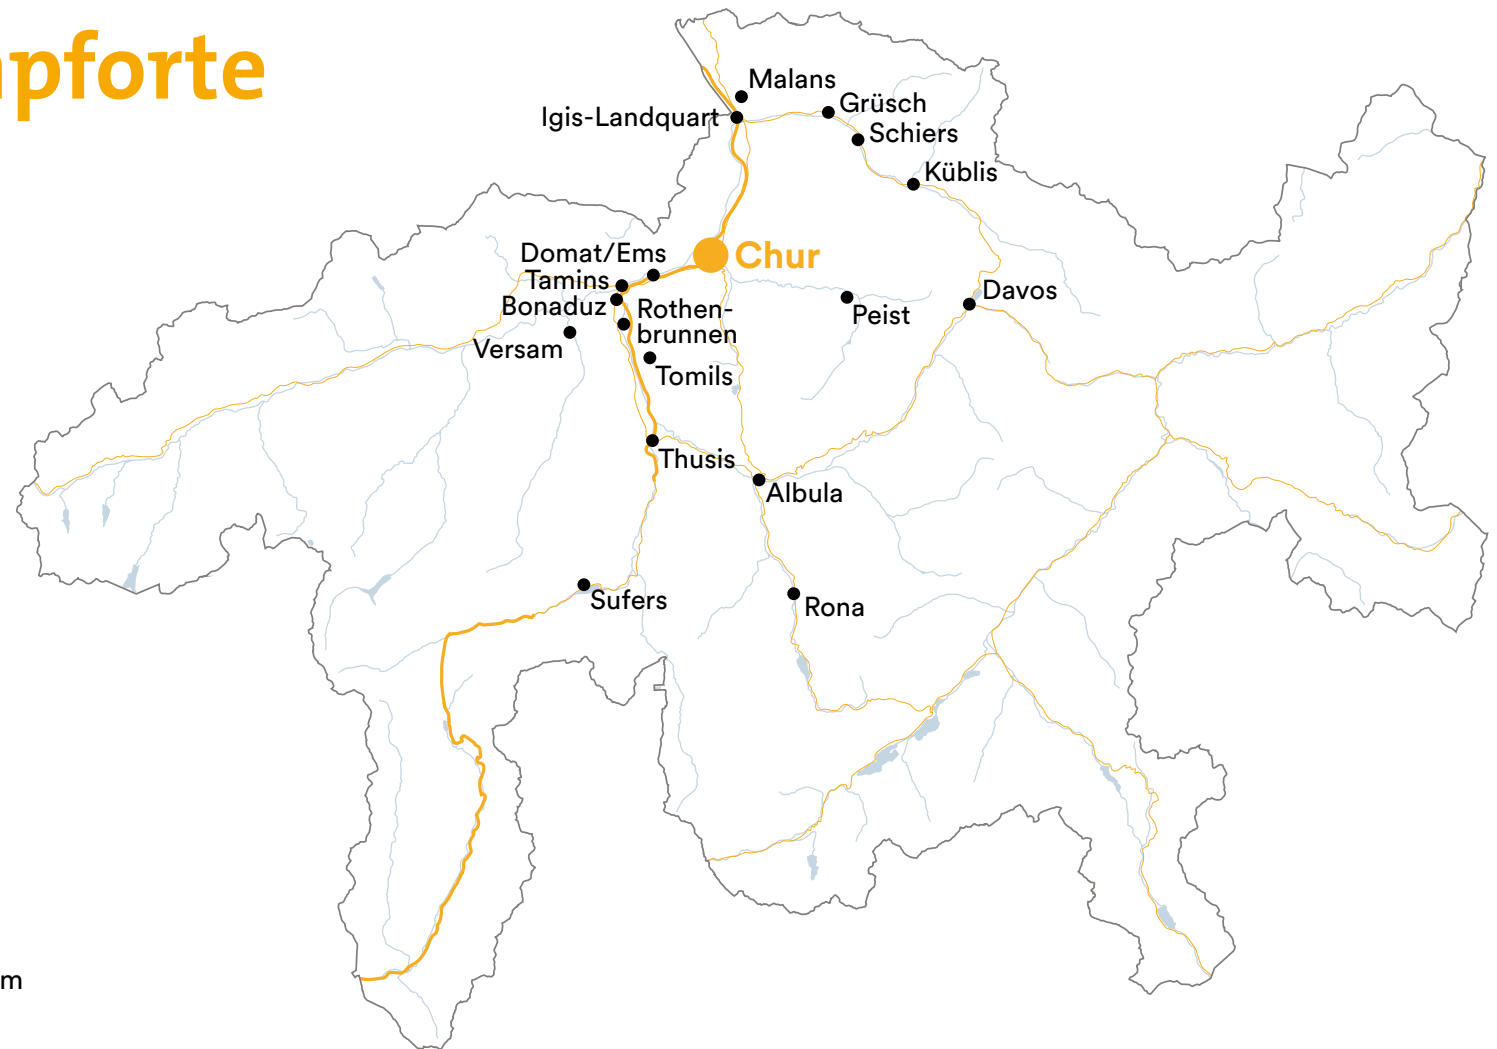 npforte
Malans
Igis-Landquart
Grüsch
Schiers
Küblis
Domat/Ems
Chur
Tamins
Bonaduz
Rothen-
brunnen
Peist
Davos
Versam
Tomils
Thusis
Albula
Sufers
Rona
m